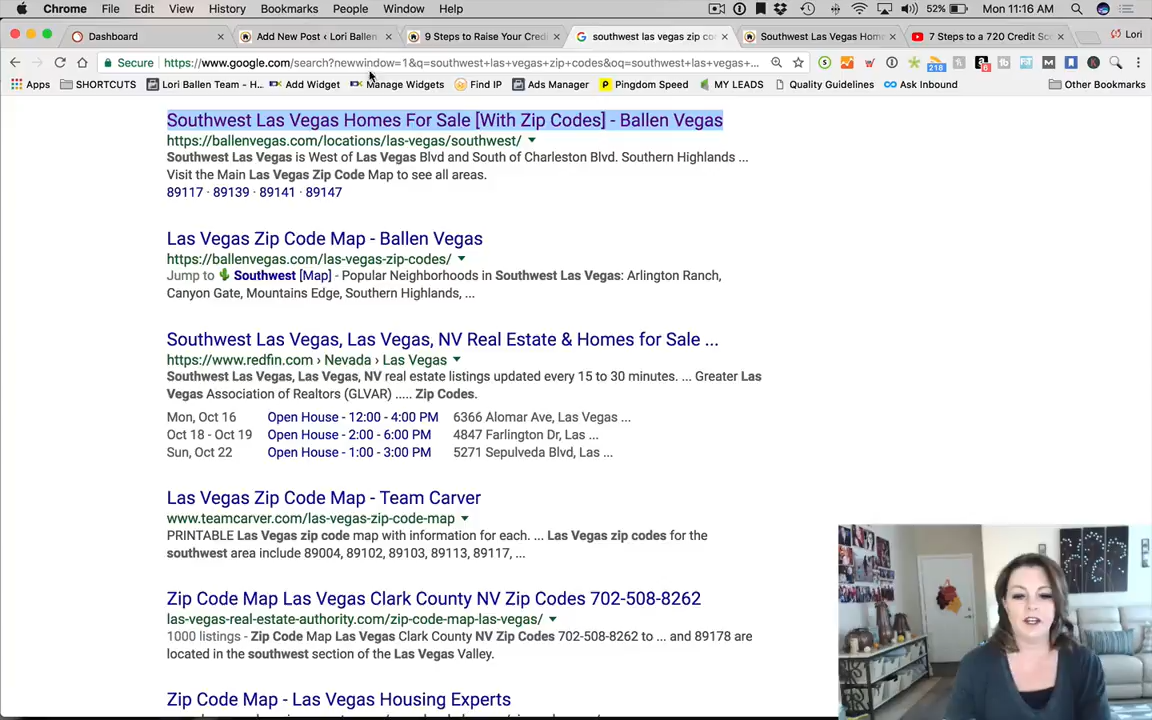 Chrome File Edit View History Bookmarks People Window Help 52% Mon 11:16 AM
Dashboard × Add New Post ‹ Lori Ballen × 9 Steps to Raise Your Credi × southwest las vegas zip co × Southwest Las Vegas Home × 7 Steps to a 720 Credit Sc × Lori
Secure https://www.google.com/search?newwindow=1&q=southwest+las+vegas+zip+codes&oq=southwest+las+vegas+... 218 6
Apps SHORTCUTS Lori Ballen Team - H... Add Widget Manage Widgets Find IP Ads Manager Pingdom Speed MY LEADS Quality Guidelines Ask Inbound Other Bookmarks
Southwest Las Vegas Homes For Sale [With Zip Codes] - Ballen Vegas
https://ballenvegas.com/locations/las-vegas/southwest/
Southwest Las Vegas is West of Las Vegas Blvd and South of Charleston Blvd. Southern Highlands ...
Visit the Main Las Vegas Zip Code Map to see all areas.
89117 · 89139 · 89141 · 89147
Las Vegas Zip Code Map - Ballen Vegas
https://ballenvegas.com/las-vegas-zip-codes/
Jump to Southwest [Map] - Popular Neighborhoods in Southwest Las Vegas: Arlington Ranch,
Canyon Gate, Mountains Edge, Southern Highlands, ...
Southwest Las Vegas, Las Vegas, NV Real Estate & Homes for Sale ...
https://www.redfin.com › Nevada › Las Vegas
Southwest Las Vegas, Las Vegas, NV real estate listings updated every 15 to 30 minutes. ... Greater Las
Vegas Association of Realtors (GLVAR) ..... Zip Codes.
Mon, Oct 16 Open House - 12:00 - 4:00 PM 6366 Alomar Ave, Las Vegas ...
Oct 18 - Oct 19 Open House - 2:00 - 6:00 PM 4847 Farlington Dr, Las ...
Sun, Oct 22 Open House - 1:00 - 3:00 PM 5271 Sepulveda Blvd, Las ...
Las Vegas Zip Code Map - Team Carver
www.teamcarver.com/las-vegas-zip-code-map
PRINTABLE Las Vegas zip code map with information for each. ... Las Vegas zip codes for the
southwest area include 89004, 89102, 89103, 89113, 89117, ...
Zip Code Map Las Vegas Clark County NV Zip Codes 702-508-8262
las-vegas-real-estate-authority.com/zip-code-map-las-vegas/
1000 listings - Zip Code Map Las Vegas Clark County NV Zip Codes 702-508-8262 to ... and 89178 are
located in the southwest section of the Las Vegas Valley.
Zip Code Map - Las Vegas Housing Experts